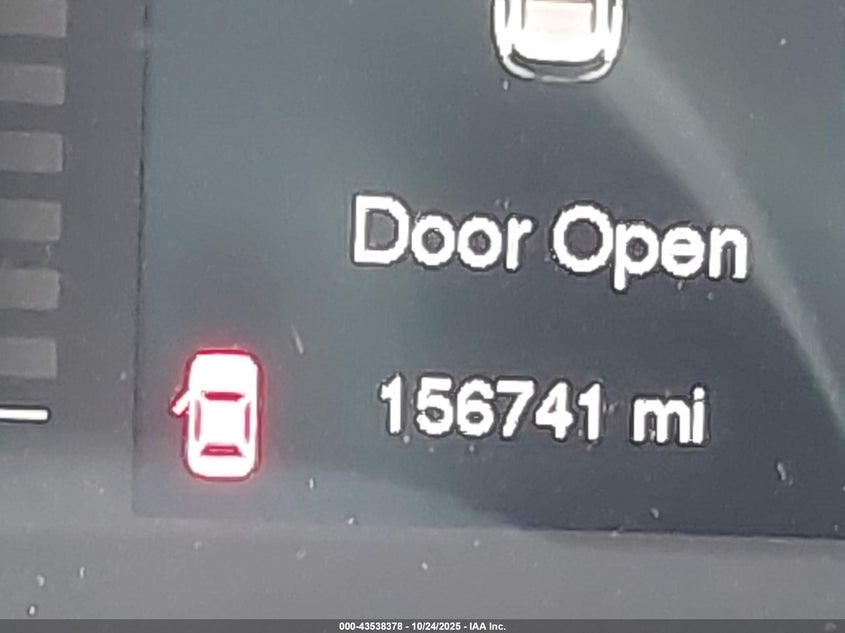 Door Open
156741 mi
000-43538378 - 10/24/2025 - IAA Inc.